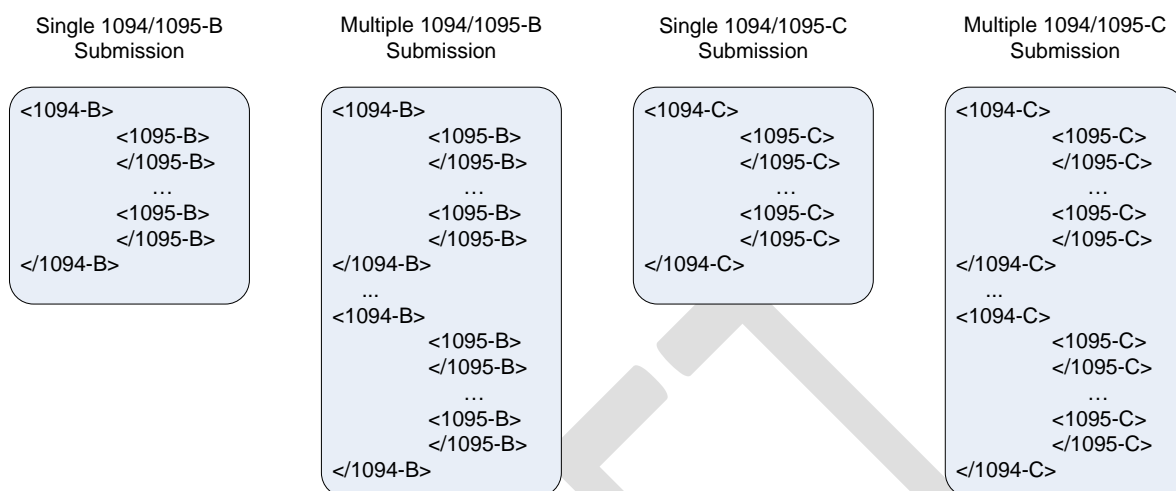 Single 1094/1095-B
Submission
<1094-B>
<1095-B>
</1095-B>
…
<1095-B>
</1095-B>
</1094-B>
Multiple 1094/1095-B
Submission
<1094-B>
<1095-B>
</1095-B>
…
<1095-B>
</1095-B>
</1094-B>
...
<1094-B>
<1095-B>
</1095-B>
…
<1095-B>
</1095-B>
</1094-B>
Single 1094/1095-C
Submission
<1094-C>
<1095-C>
</1095-C>
…
<1095-C>
</1095-C>
</1094-C>
Multiple 1094/1095-C
Submission
<1094-C>
<1095-C>
</1095-C>
…
<1095-C>
</1095-C>
</1094-C>
...
<1094-C>
<1095-C>
</1095-C>
…
<1095-C>
</1095-C>
</1094-C>